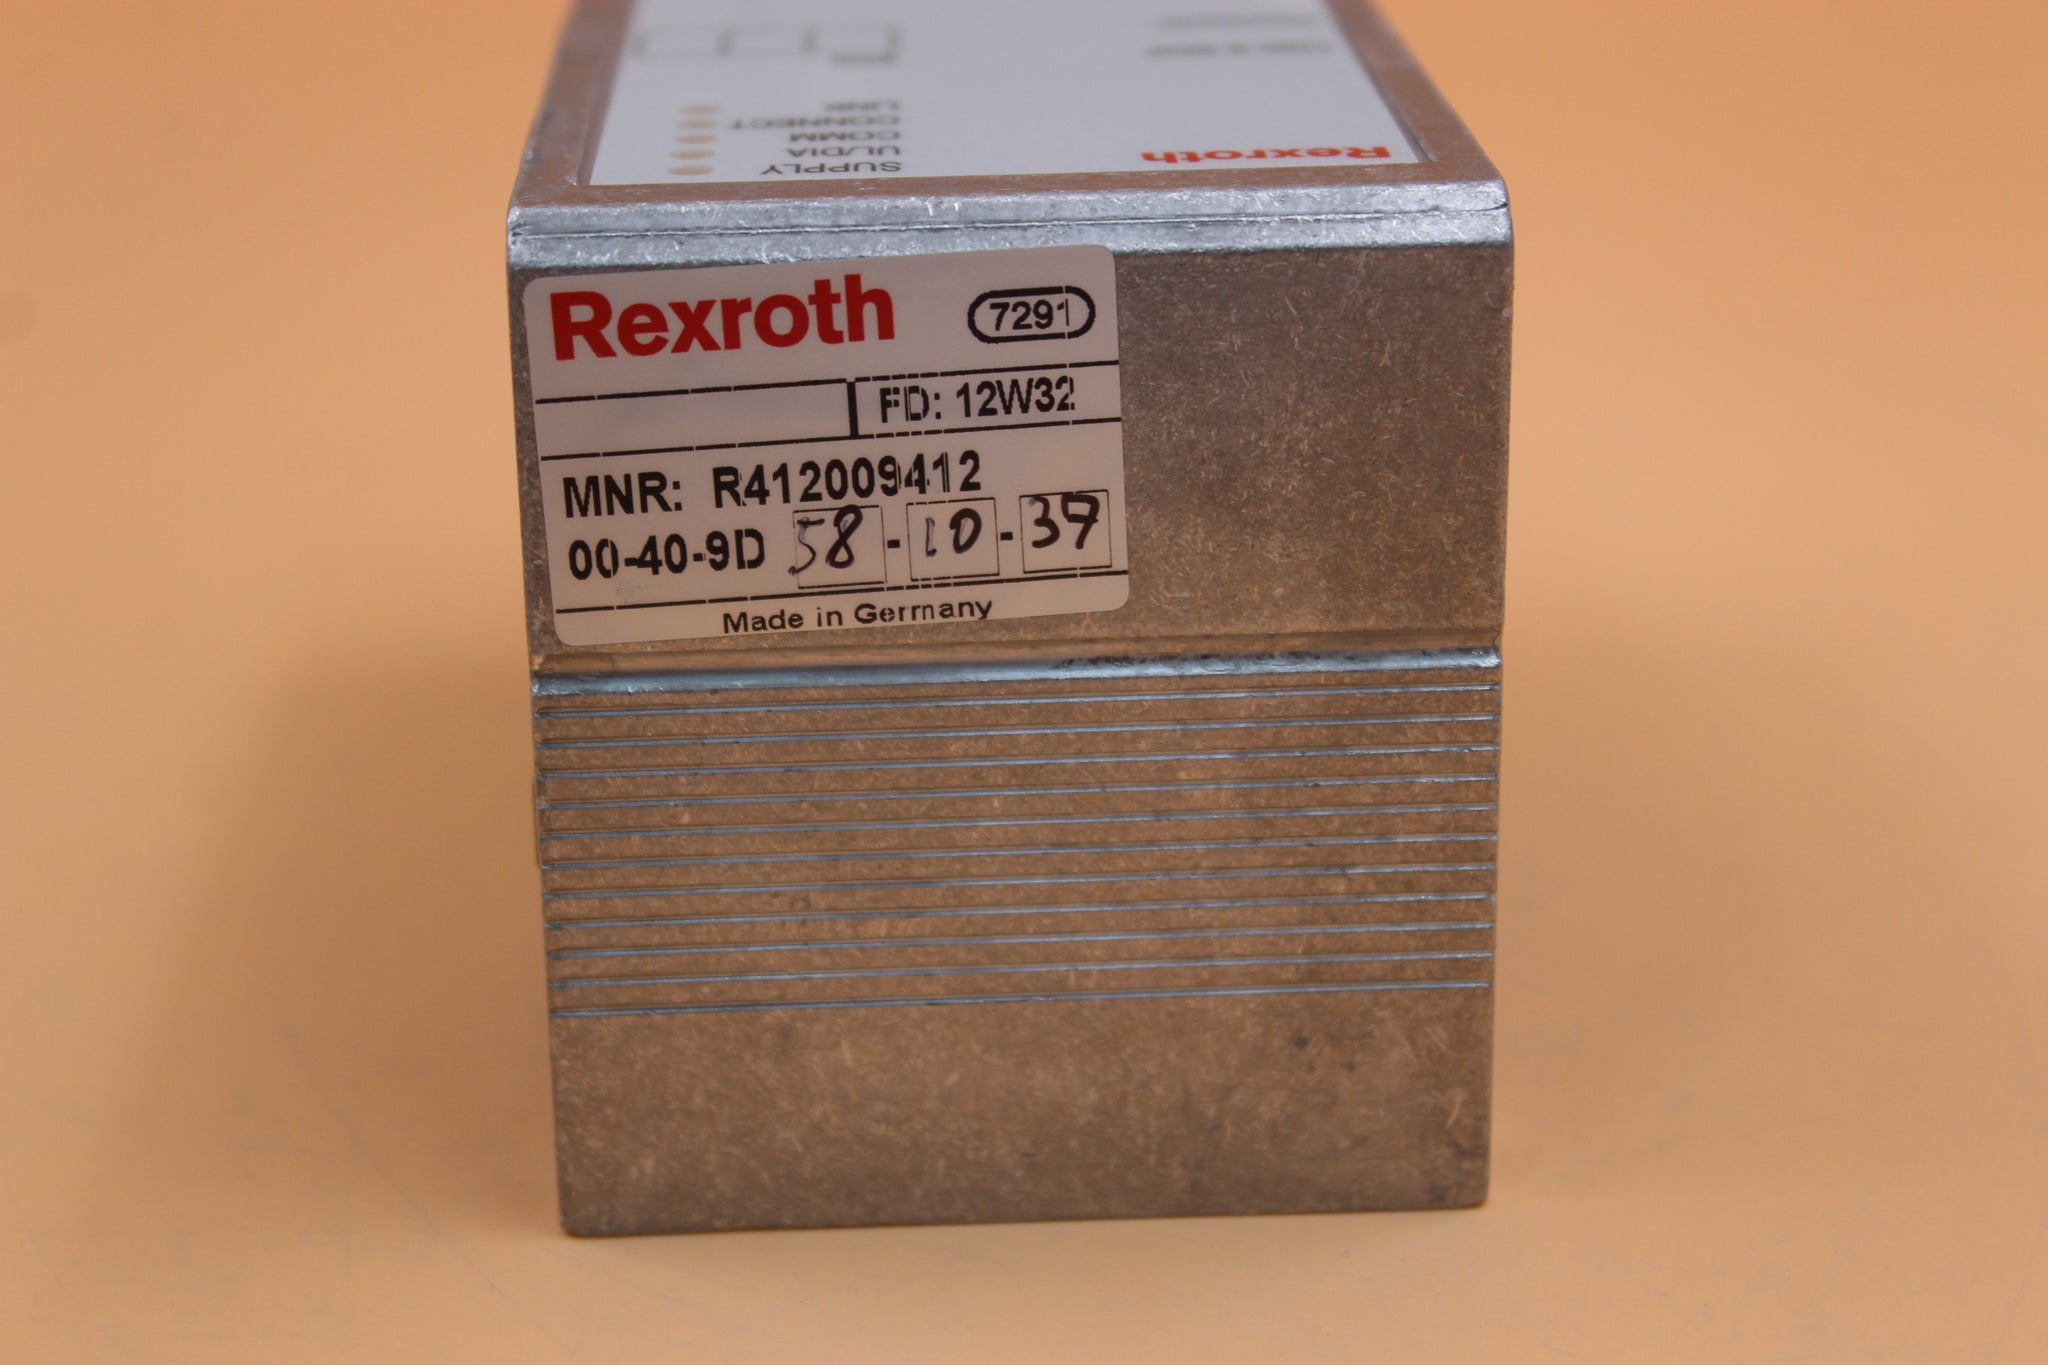 LINK
CONNECT
COMM
UL/DIA
SUPPLY
Rexroth
Rexroth 7291
FD: 12W32
MNR: R412009412
00-40-9D 58-10-37
Made in Germany